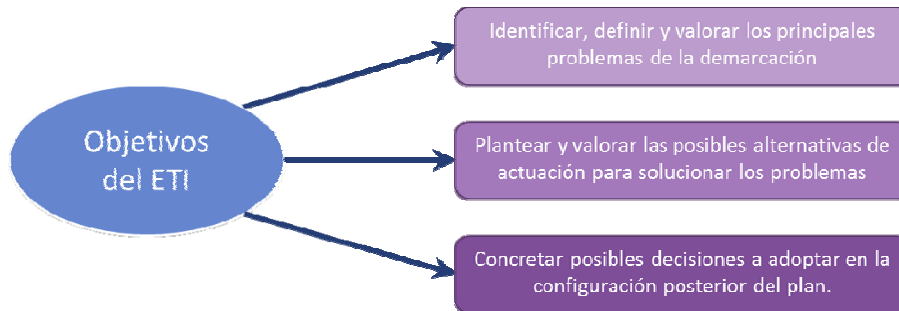 Objetivos
del ETI
Identificar, definir y valorar los principales
problemas de la demarcación
Plantear y valorar las posibles alternativas de
actuación para solucionar los problemas
Concretar posibles decisiones a adoptar en la
configuración posterior del plan.